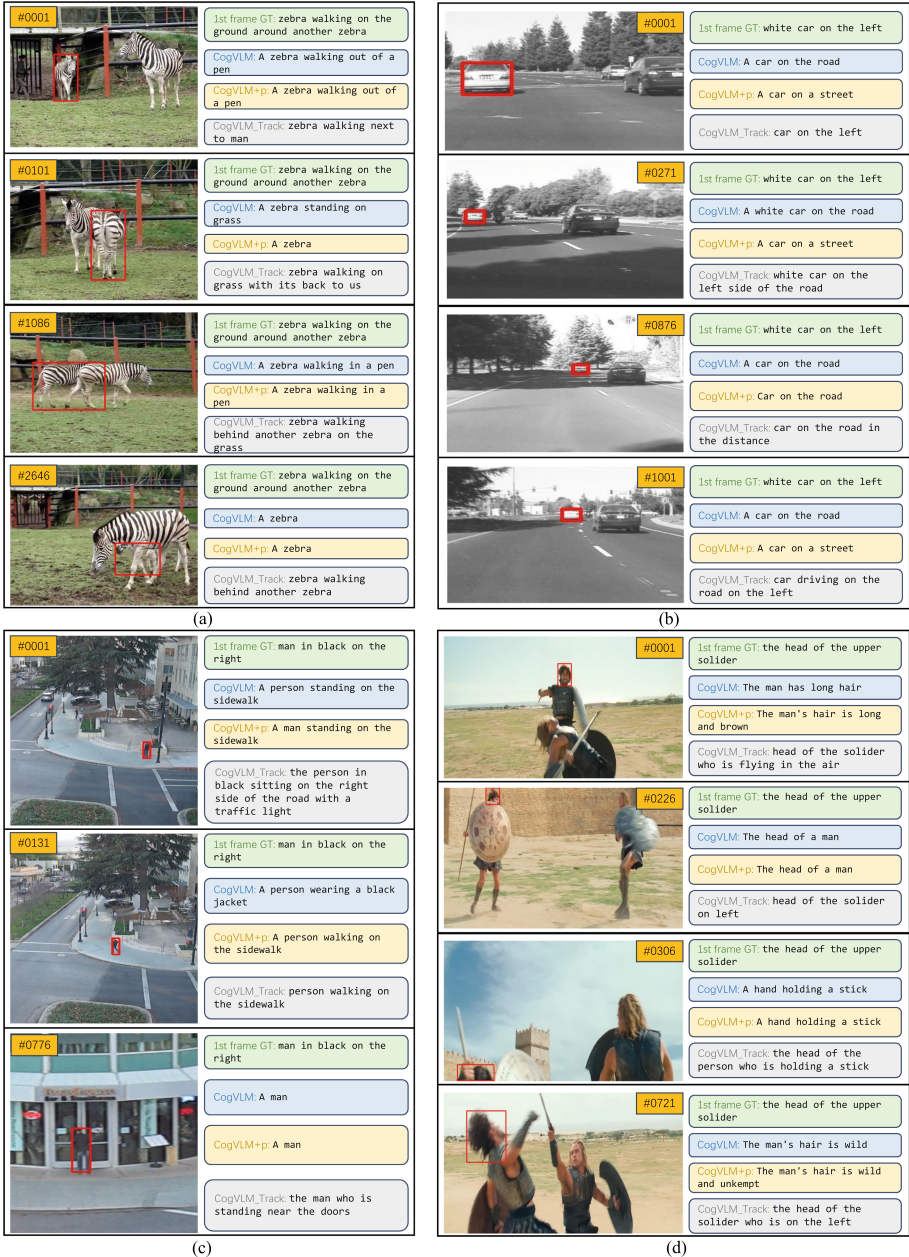 #0001
1st frame GT: zebra walking on the
ground around another zebra
CogVLM: A zebra walking out of a
pen
CogVLM+p: A zebra walking out of
a pen
CogVLM_Track: zebra walking next
to man
#0101
1st frame GT: zebra walking on the
ground around another zebra
CogVLM: A zebra standing on
grass
CogVLM+p: A zebra
CogVLM_Track: zebra walking on
grass with its back to us
#1086
1st frame GT: zebra walking on the
ground around another zebra
CogVLM: A zebra walking in a pen
CogVLM+p: A zebra walking in a
pen
CogVLM_Track: zebra walking
behind another zebra on the
grass
#2646
1st frame GT: zebra walking on the
ground around another zebra
CogVLM: A zebra
CogVLM+p: A zebra
CogVLM_Track: zebra walking
behind another zebra
(a)
#0001
1st frame GT: white car on the left
CogVLM: A car on the road
CogVLM+p: A car on a street
CogVLM_Track: car on the left
#0271
1st frame GT: white car on the left
CogVLM: A white car on the road
CogVLM+p: A car on a street
CogVLM_Track: white car on the
left side of the road
#0876
1st frame GT: white car on the left
CogVLM: A car on the road
CogVLM+p: Car on the road
CogVLM_Track: car on the road in
the distance
#1001
1st frame GT: white car on the left
CogVLM: A car on the road
CogVLM+p: A car on a street
CogVLM_Track: car driving on the
road on the left
(b)
#0001
1st frame GT: man in black on the
right
CogVLM: A person standing on the
sidewalk
CogVLM+p: A man standing on the
sidewalk
CogVLM_Track: the person in
black sitting on the right
side of the road with a
traffic light
#0131
1st frame GT: man in black on the
right
CogVLM: A person wearing a black
jacket
CogVLM+p: A person walking on
the sidewalk
CogVLM_Track: person walking on
the sidewalk
#0776
1st frame GT: man in black on the
right
CogVLM: A man
CogVLM+p: A man
CogVLM_Track: the man who is
standing near the doors
(c)
#0001
1st frame GT: the head of the upper
solider
CogVLM: The man has long hair
CogVLM+p: The man's hair is long
and brown
CogVLM_Track: head of the solider
who is flying in the air
#0226
1st frame GT: the head of the upper
solider
CogVLM: The head of a man
CogVLM+p: The head of a man
CogVLM_Track: head of the solider
on left
#0306
1st frame GT: the head of the upper
solider
CogVLM: A hand holding a stick
CogVLM+p: A hand holding a stick
CogVLM_Track: the head of the
person who is holding a stick
#0721
1st frame GT: the head of the upper
solider
CogVLM: The man's hair is wild
CogVLM+p: The man's hair is wild
and unkempt
CogVLM_Track: the head of the
solider who is on the left
(d)